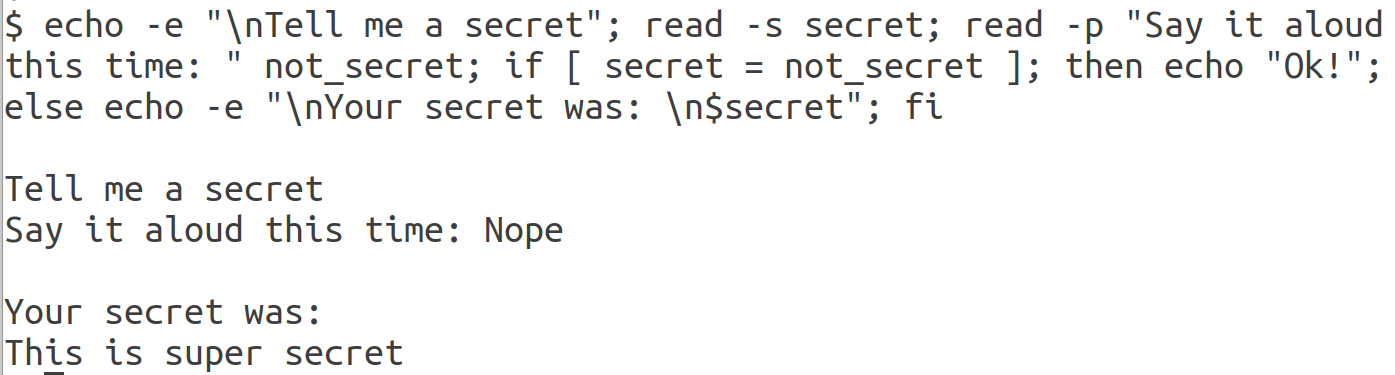 $ echo -e "\nTell me a secret"; read -s secret; read -p "Say it aloud
this time: " not_secret; if [ secret = not_secret ]; then echo "Ok!";
else echo -e "\nYour secret was: \n$secret"; fi
Tell me a secret
Say it aloud this time: Nope
Your secret was:
This is super secret